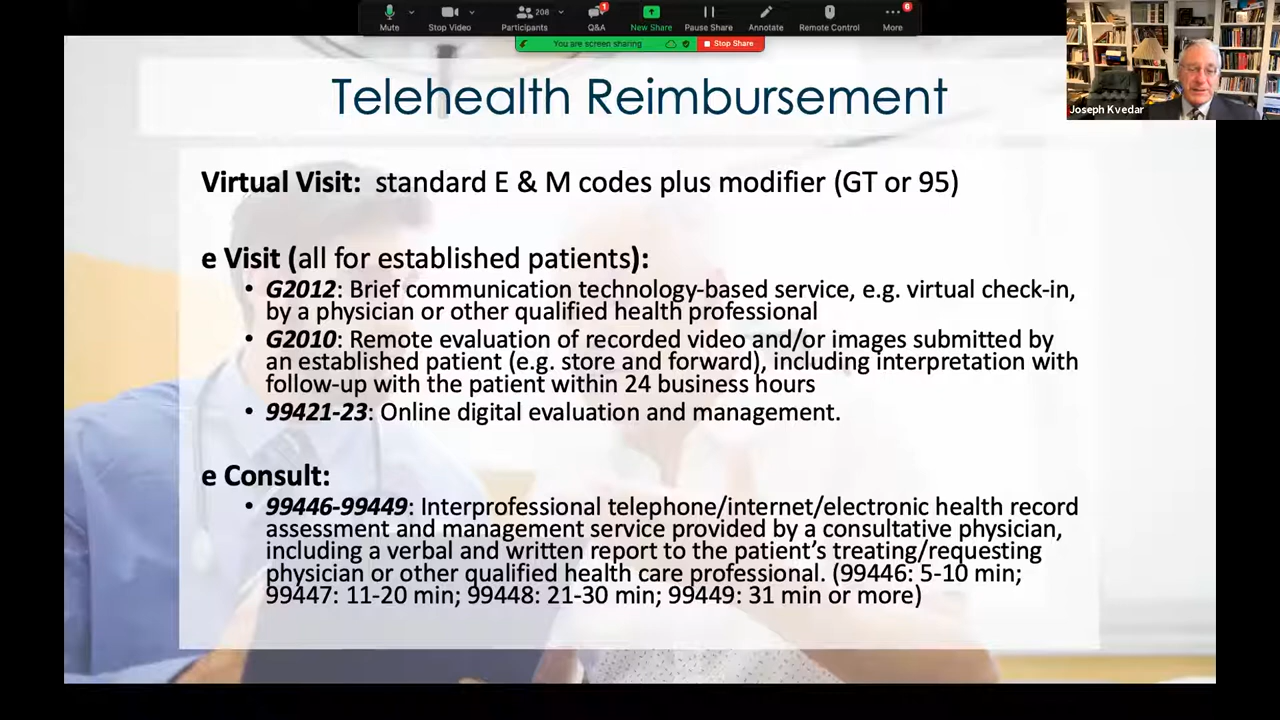 208
1
6
Mute
Stop Video
Participants
Q&A
New Share
Pause Share
Annotate
Remote Control
More
You are screen sharing
Stop Share
Joseph Kvedar
Telehealth Reimbursement
Virtual Visit: standard E & M codes plus modifier (GT or 95)
e Visit (all for established patients):
• G2012: Brief communication technology-based service, e.g. virtual check-in,
by a physician or other qualified health professional
• G2010: Remote evaluation of recorded video and/or images submitted by
an established patient (e.g. store and forward), including interpretation with
follow-up with the patient within 24 business hours
• 99421-23: Online digital evaluation and management.
e Consult:
• 99446-99449: Interprofessional telephone/internet/electronic health record
assessment and management service provided by a consultative physician,
including a verbal and written report to the patient's treating/requesting
physician or other qualified health care professional. (99446: 5-10 min;
99447: 11-20 min; 99448: 21-30 min; 99449: 31 min or more)